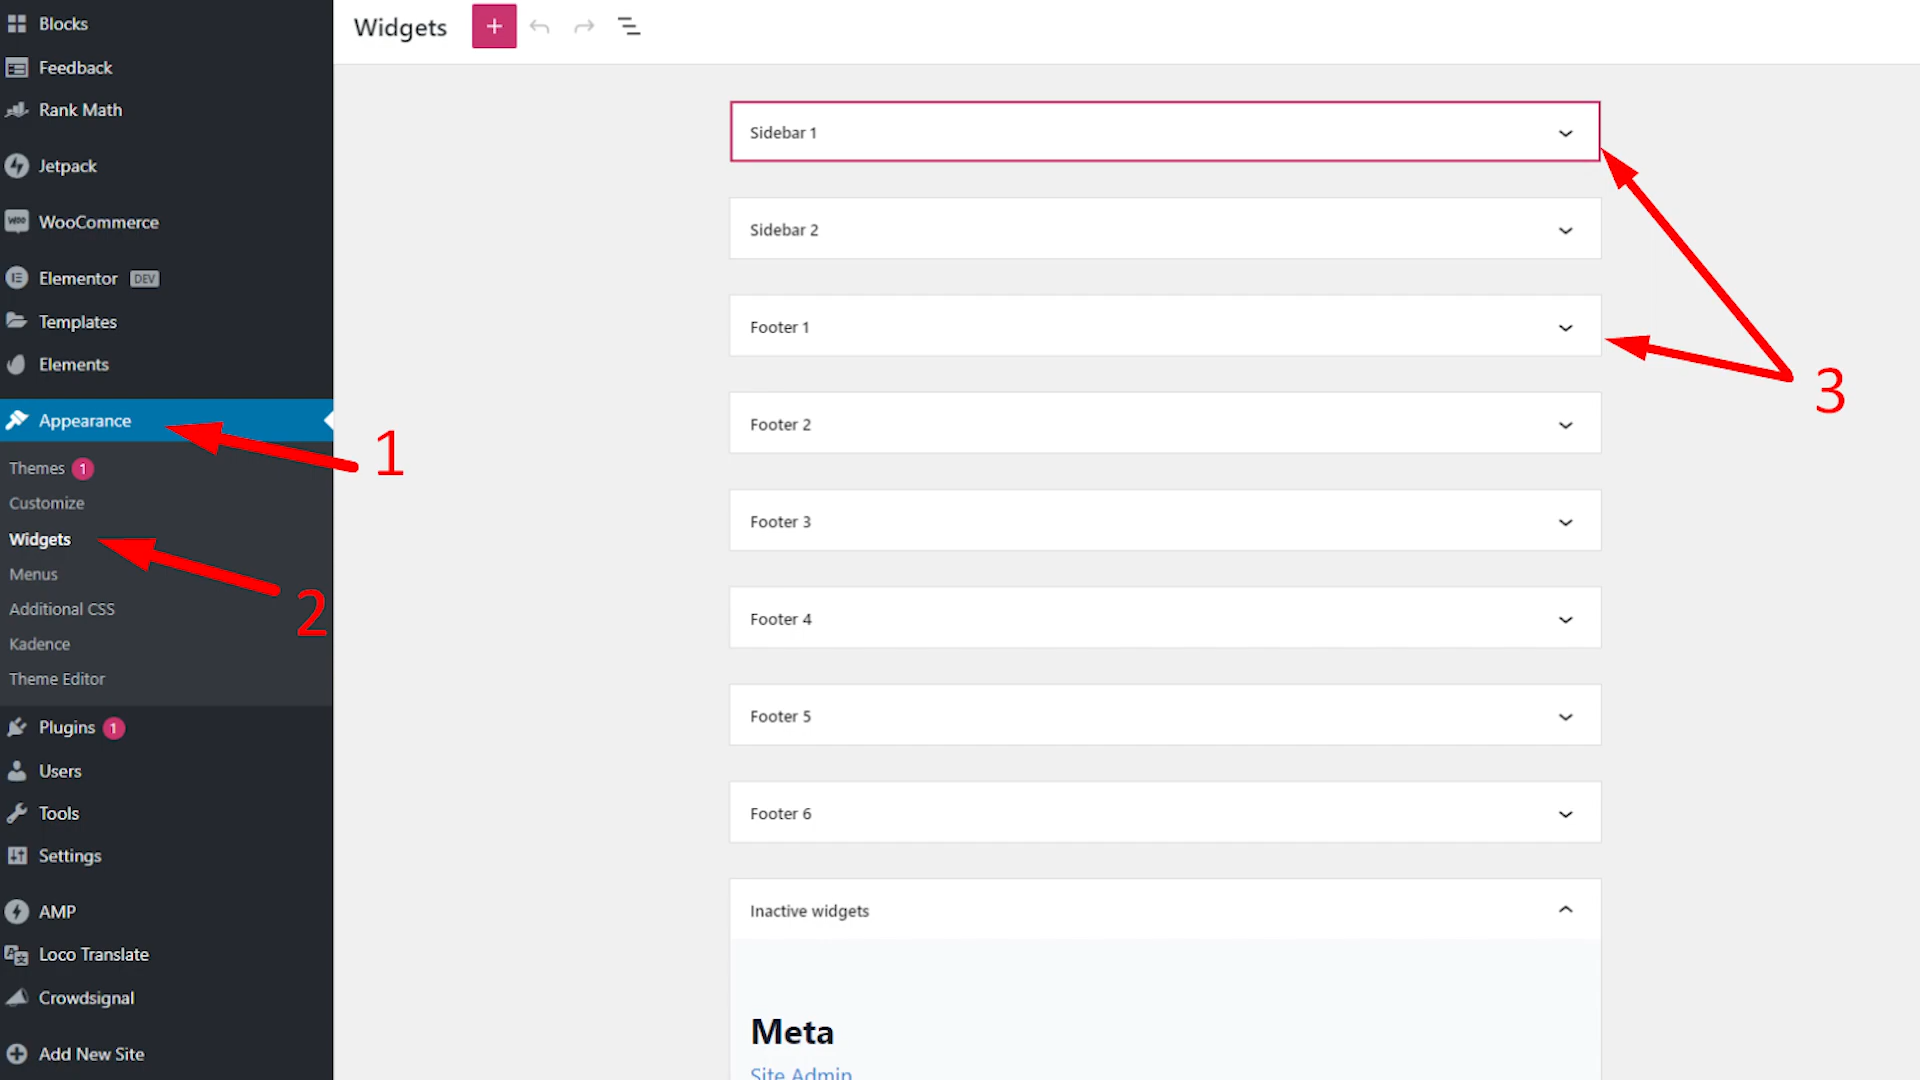 Blocks
Feedback
Rank Math
Jetpack
WooCommerce
Elementor DEV
Templates
Elements
Appearance
Themes 1
Customize
Widgets
Menus
Additional CSS
Kadence
Theme Editor
Plugins 1
Users
Tools
Settings
AMP
Loco Translate
Crowdsignal
Add New Site
1
2
Widgets
Sidebar 1
Sidebar 2
Footer 1
Footer 2
Footer 3
Footer 4
Footer 5
Footer 6
Inactive widgets
Meta
Site Admin
3